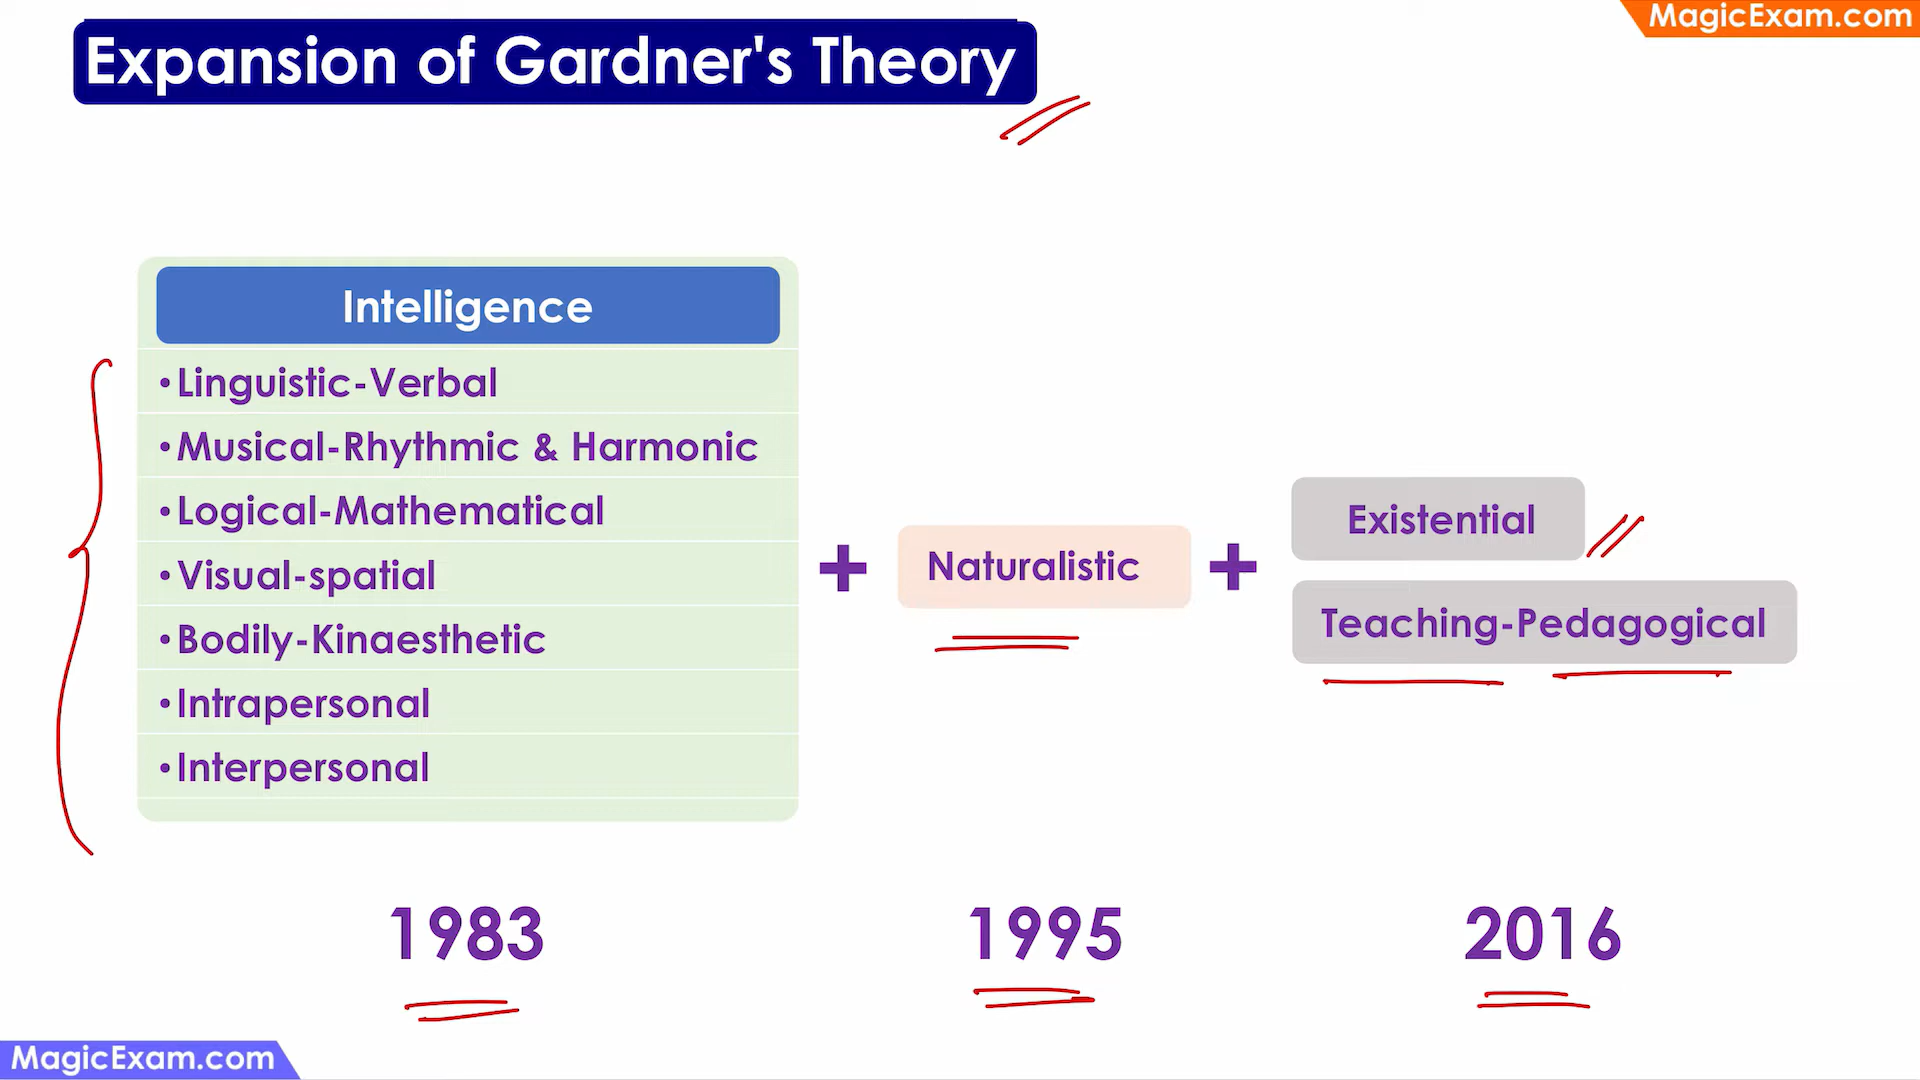 MagicExam.com
Expansion of Gardner's Theory
Intelligence
•Linguistic-Verbal
•Musical-Rhythmic & Harmonic
•Logical-Mathematical
•Visual-spatial
•Bodily-Kinaesthetic
•Intrapersonal
•Interpersonal
+
Naturalistic
+
Existential
Teaching-Pedagogical
1983
1995
2016
MagicExam.com